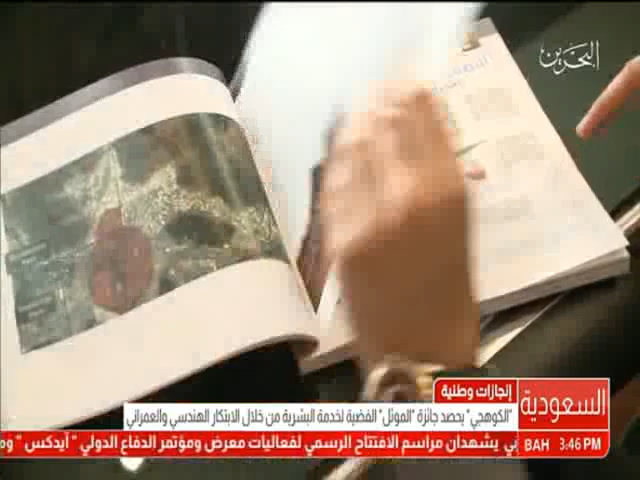 البحرين
إنجازات وطنية
السعودية
"الكوهجي" يحصد جائزة "الموئل" الفضية لخدمة البشرية من خلال الابتكار الهندسي والعمراني
BAH 3:46 PM
بي يشهدان مراسم الافتتاح الرسمي لفعاليات معرض ومؤتمر الدفاع الدولي " آيدكس "